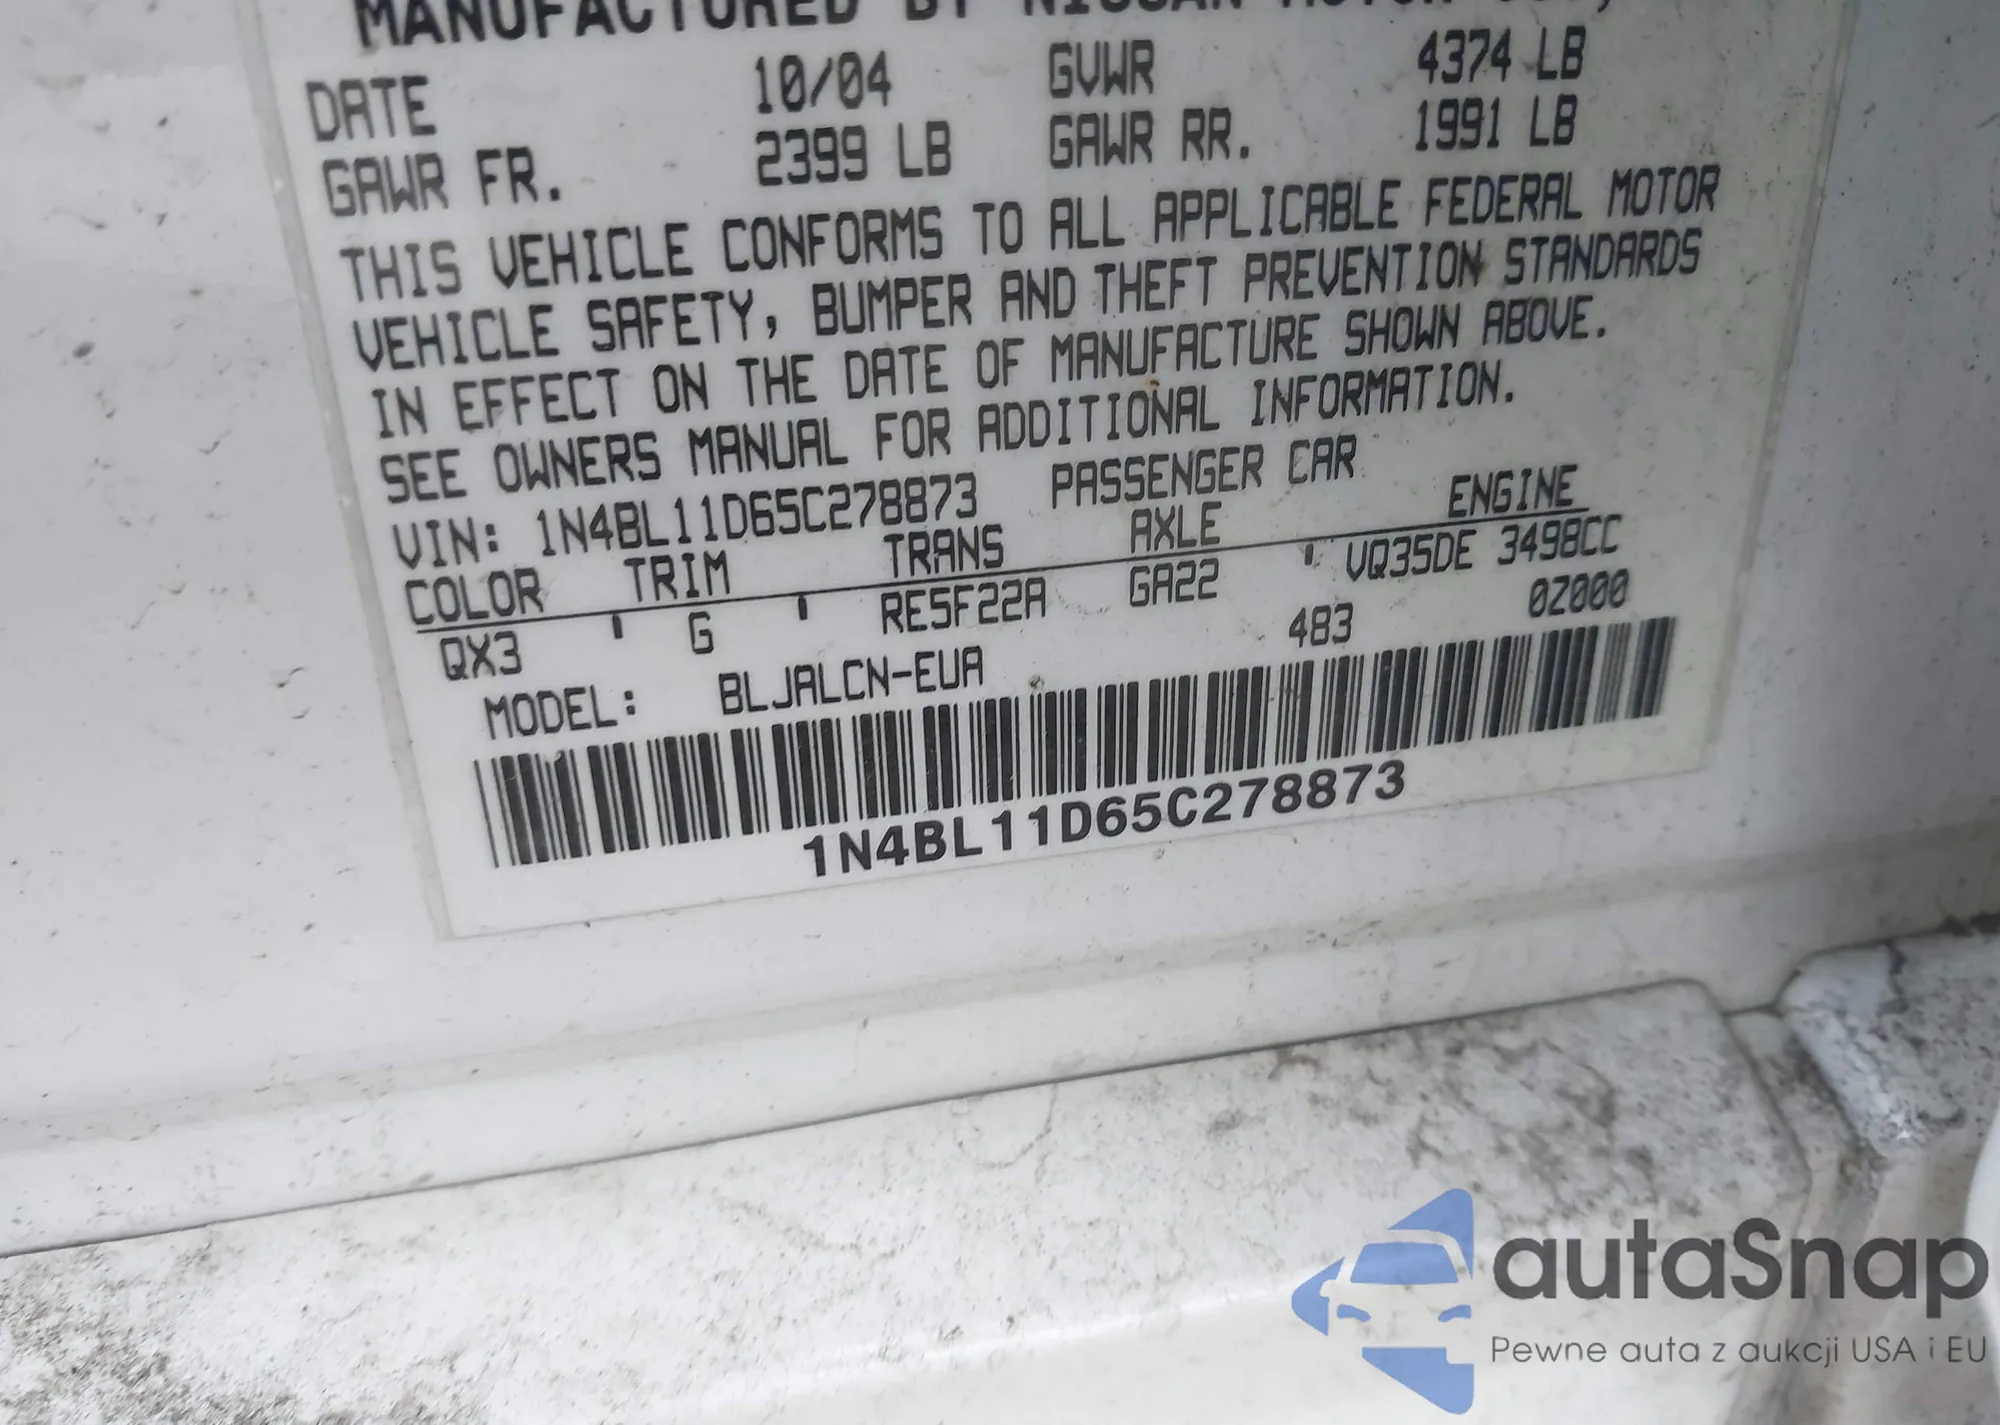 MANUFACTURED BY NISSAN MOTOR
DATE 10/04 GVWR 4374 LB
GAWR FR. 2399 LB GAWR RR. 1991 LB
THIS VEHICLE CONFORMS TO ALL APPLICABLE FEDERAL MOTOR
VEHICLE SAFETY, BUMPER AND THEFT PREVENTION STANDARDS
IN EFFECT ON THE DATE OF MANUFACTURE SHOWN ABOVE.
SEE OWNERS MANUAL FOR ADDITIONAL INFORMATION.
VIN: 1N4BL11D65C278873 PASSENGER CAR
COLOR TRIM TRANS AXLE ENGINE
QX3 ' G ' RE5F22A GA22 ' VQ35DE 3498CC
MODEL: BLJALCN-EUA 483 0Z000
1N4BL11D65C278873
autaSnap
Pewne auta z aukcji USA i EU